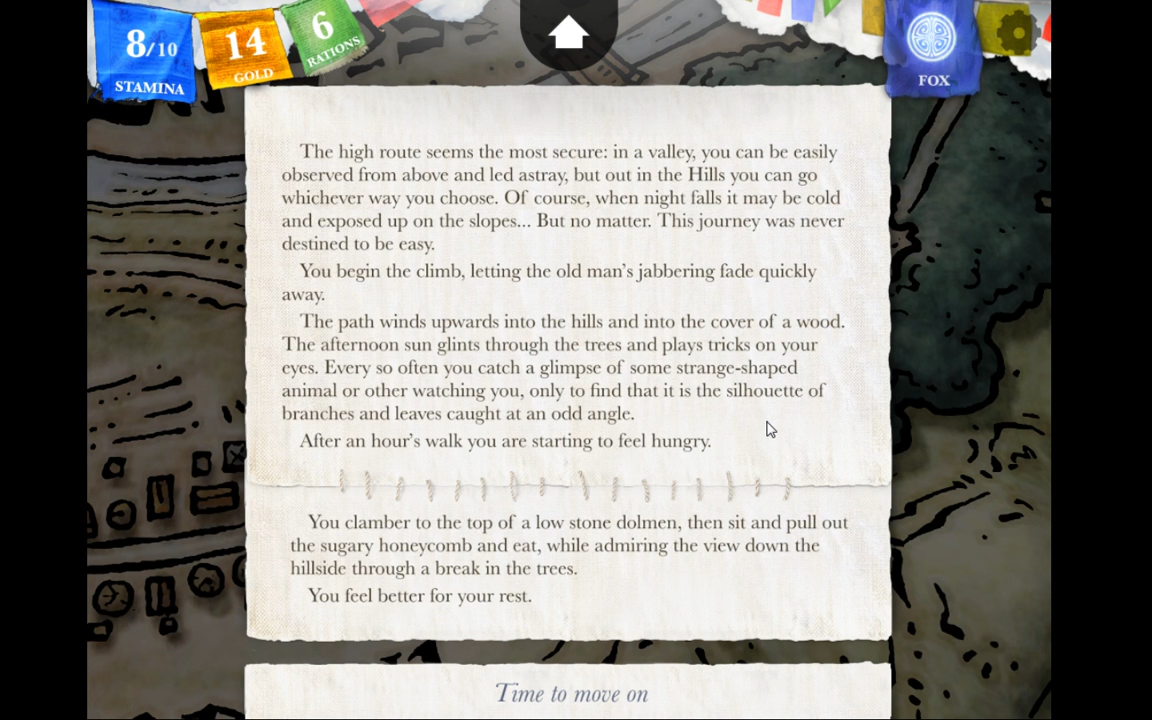 8/10
STAMINA
14
GOLD
6
RATIONS
FOX
The high route seems the most secure: in a valley, you can be easily
observed from above and led astray, but out in the Hills you can go
whichever way you choose. Of course, when night falls it may be cold
and exposed up on the slopes... But no matter. This journey was never
destined to be easy.
You begin the climb, letting the old man's jabbering fade quickly
away.
The path winds upwards into the hills and into the cover of a wood.
The afternoon sun glints through the trees and plays tricks on your
eyes. Every so often you catch a glimpse of some strange-shaped
animal or other watching you, only to find that it is the silhouette of
branches and leaves caught at an odd angle.
After an hour's walk you are starting to feel hungry.
You clamber to the top of a low stone dolmen, then sit and pull out
the sugary honeycomb and eat, while admiring the view down the
hillside through a break in the trees.
You feel better for your rest.
Time to move on